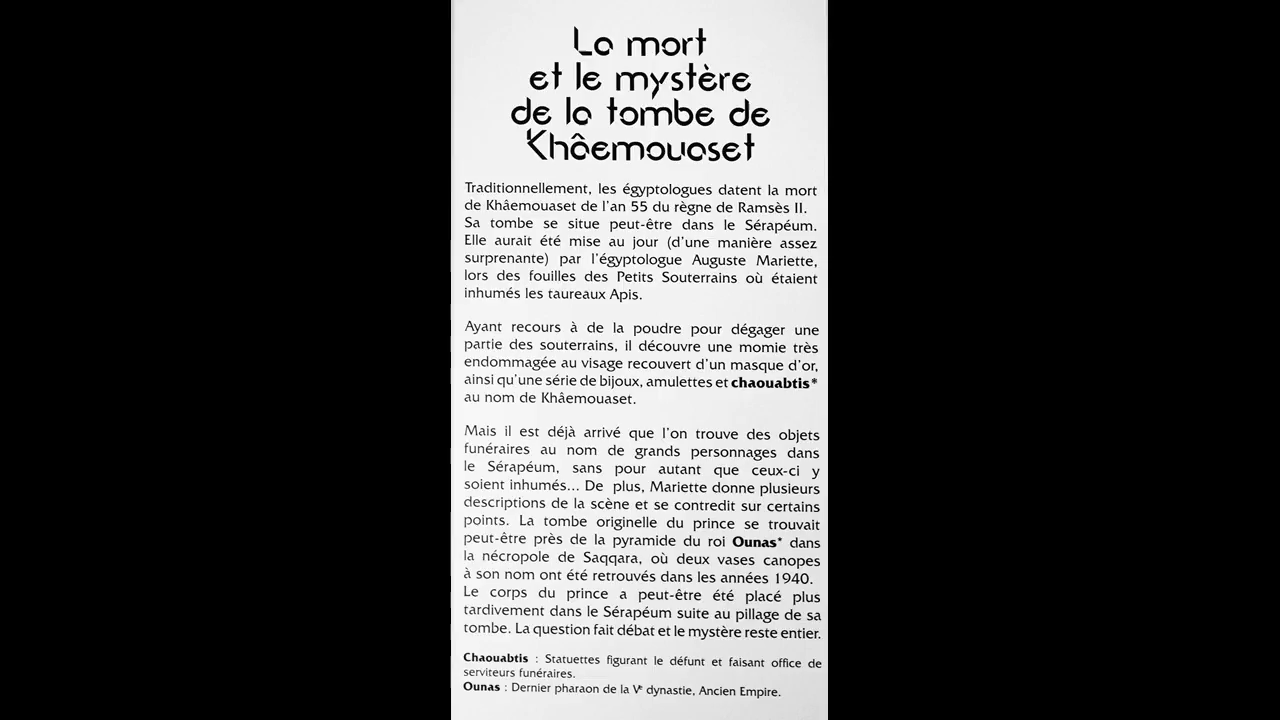 La mort
et le mystère
de la tombe de
Khâemouaset
Traditionnellement, les égyptologues datent la mort
de Khâemouaset de l'an 55 du règne de Ramsès II.
Sa tombe se situe peut-être dans le Sérapéum.
Elle aurait été mise au jour (d'une manière assez
surprenante) par l'égyptologue Auguste Mariette,
lors des fouilles des Petits Souterrains où étaient
inhumés les taureaux Apis.
Ayant recours à de la poudre pour dégager une
partie des souterrains, il découvre une momie très
endommagée au visage recouvert d'un masque d'or,
ainsi qu'une série de bijoux, amulettes et chaouabtis*
au nom de Khâemouaset.
Mais il est déjà arrivé que l'on trouve des objets
funéraires au nom de grands personnages dans
le Sérapéum, sans pour autant que ceux-ci y
soient inhumés... De plus, Mariette donne plusieurs
descriptions de la scène et se contredit sur certains
points. La tombe originelle du prince se trouvait
peut-être près de la pyramide du roi Ounas* dans
la nécropole de Saqqara, où deux vases canopes
à son nom ont été retrouvés dans les années 1940.
Le corps du prince a peut-être été placé plus
tardivement dans le Sérapéum suite au pillage de sa
tombe. La question fait débat et le mystère reste entier.
Chaouabtis : Statuettes figurant le défunt et faisant office de
serviteurs funéraires.
Ounas : Dernier pharaon de la Ve dynastie, Ancien Empire.